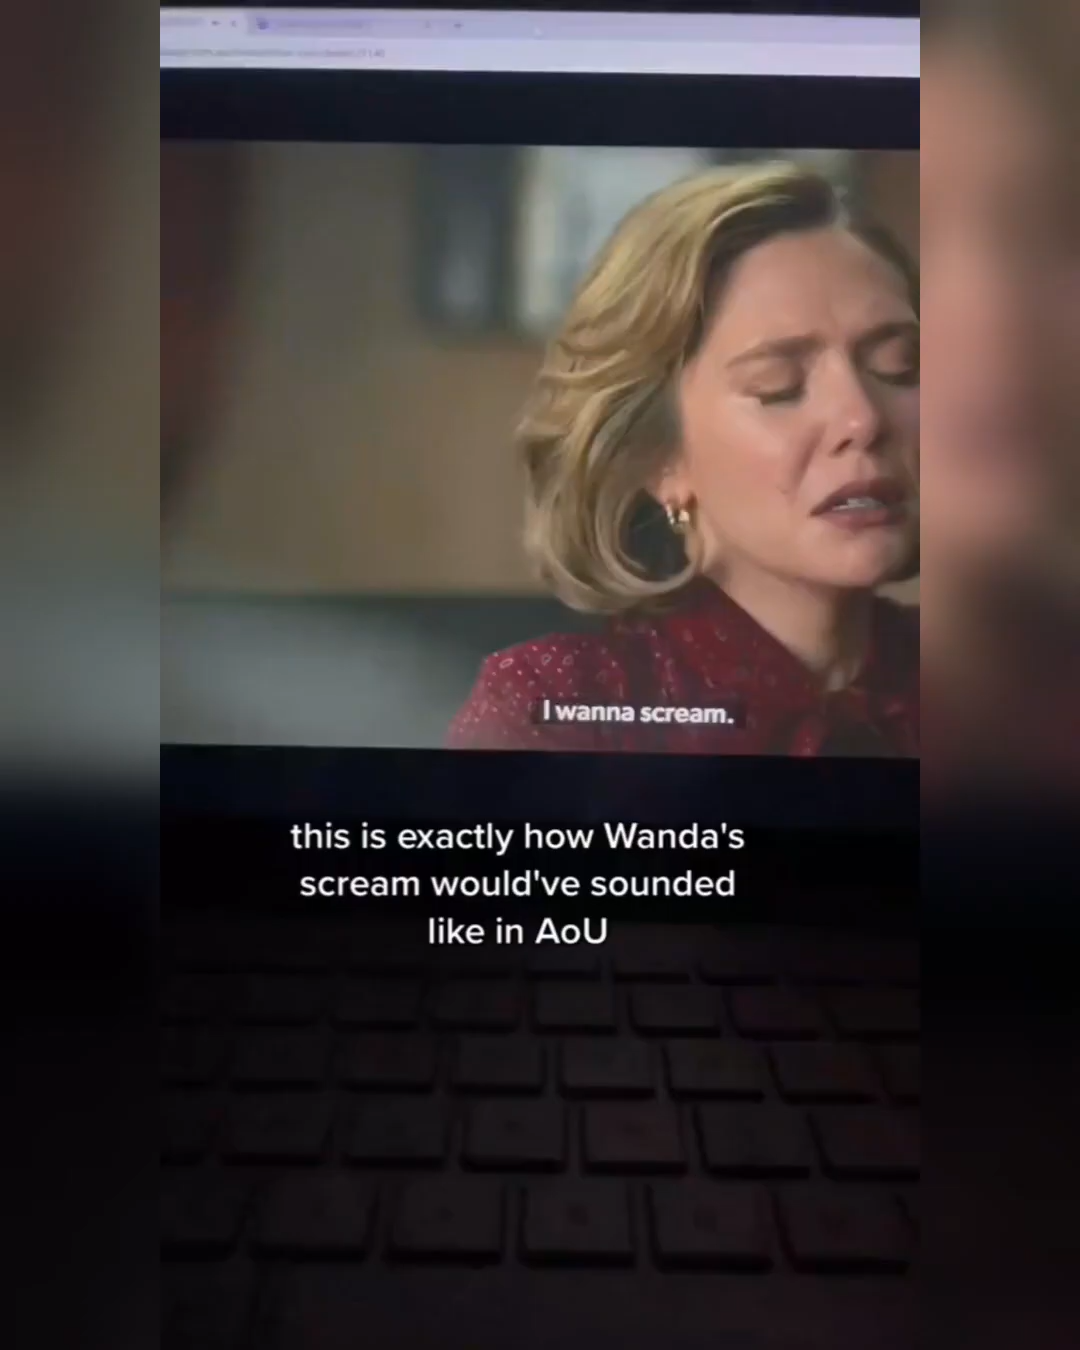 I wanna scream.
this is exactly how Wanda's
scream would've sounded
like in AoU